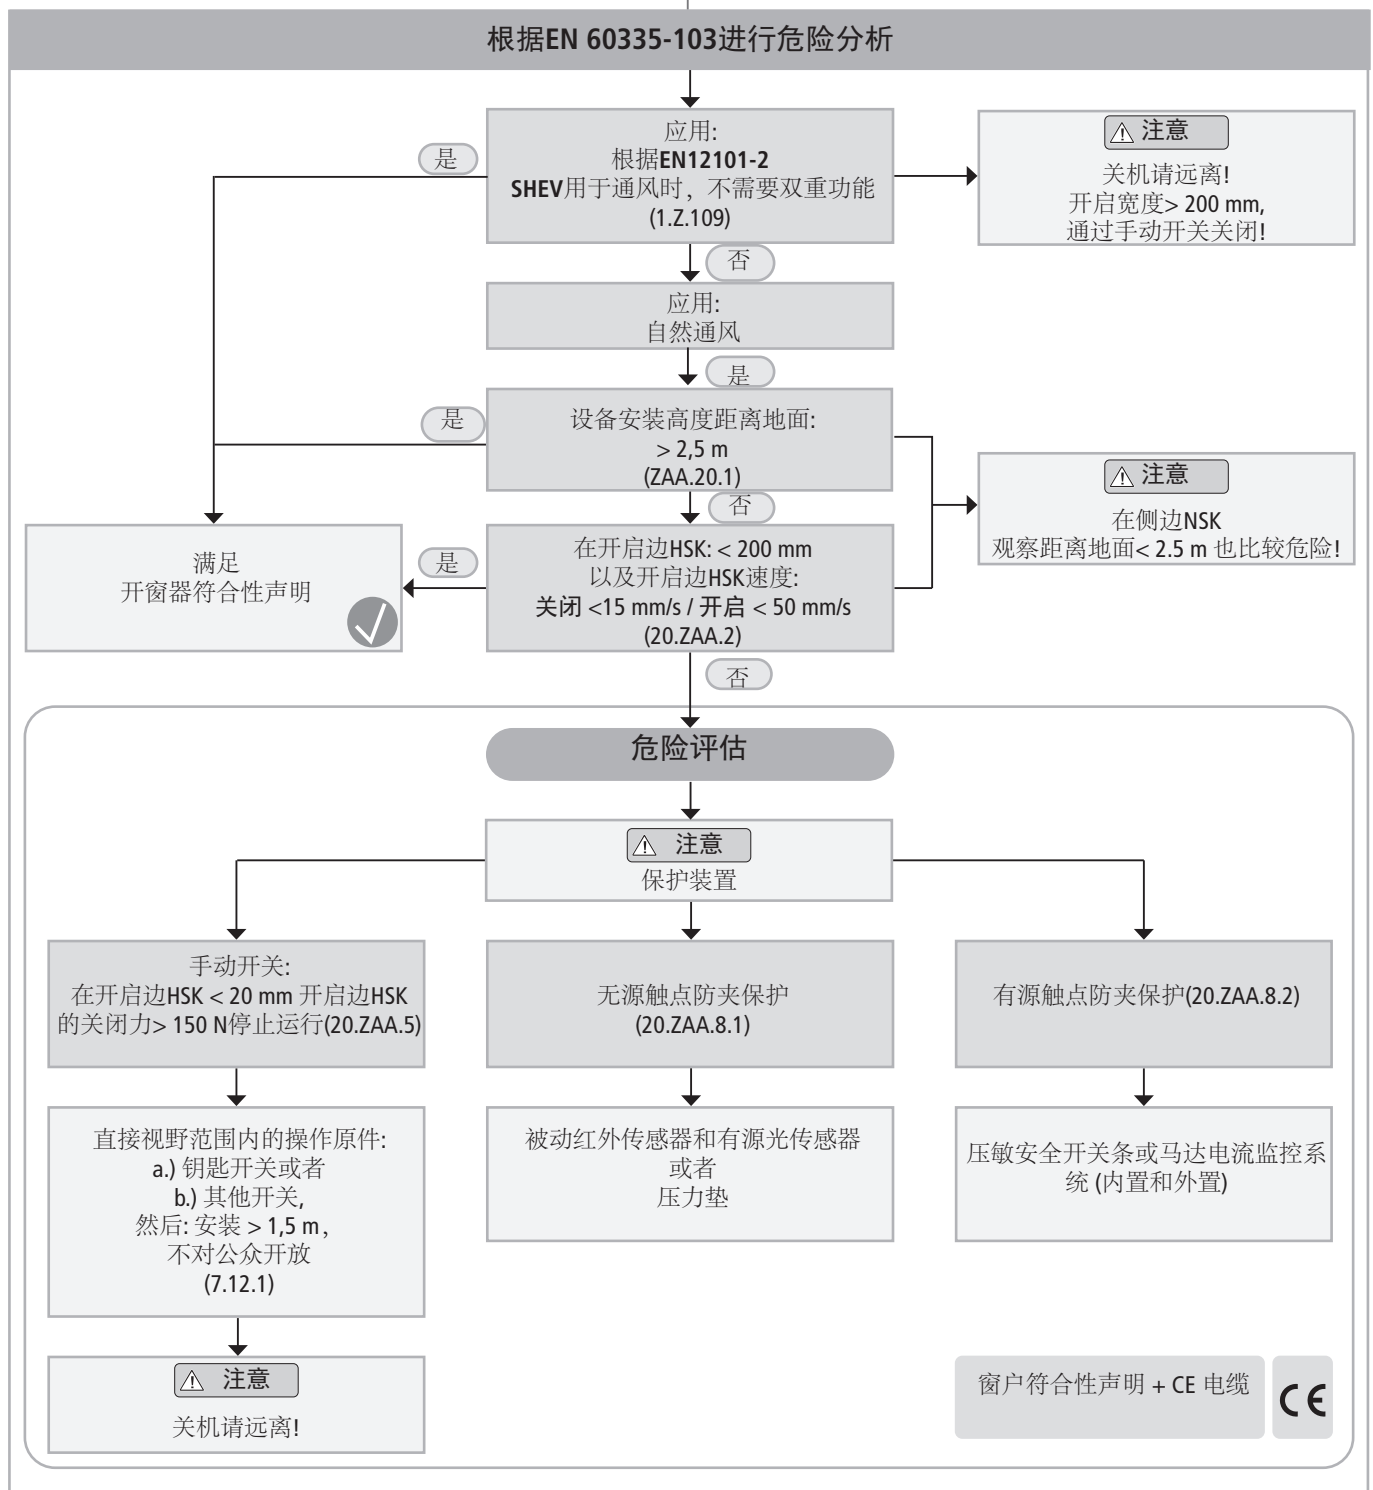 根据EN 60335-103进行危险分析
应用:
根据EN12101-2
SHEV用于通风时，不需要双重功能
(1.Z.109)
是
注意
关机请远离!
开启宽度> 200 mm,
通过手动开关关闭!
否
应用:
自然通风
是
设备安装高度距离地面:
> 2,5 m
(ZAA.20.1)
是
注意
在侧边NSK
观察距离地面< 2.5 m 也比较危险!
否
在开启边HSK: < 200 mm
以及开启边HSK速度:
关闭 <15 mm/s / 开启 < 50 mm/s
(20.ZAA.2)
是
满足
开窗器符合性声明
否
危险评估
注意
保护装置
手动开关:
在开启边HSK < 20 mm 开启边HSK
的关闭力> 150 N停止运行(20.ZAA.5)
无源触点防夹保护
(20.ZAA.8.1)
有源触点防夹保护(20.ZAA.8.2)
直接视野范围内的操作原件:
a.) 钥匙开关或者
b.) 其他开关,
然后: 安装 > 1,5 m，
不对公众开放
(7.12.1)
被动红外传感器和有源光传感器
或者
压力垫
压敏安全开关条或马达电流监控系
统 (内置和外置)
注意
关机请远离!
窗户符合性声明 + CE 电缆
CE